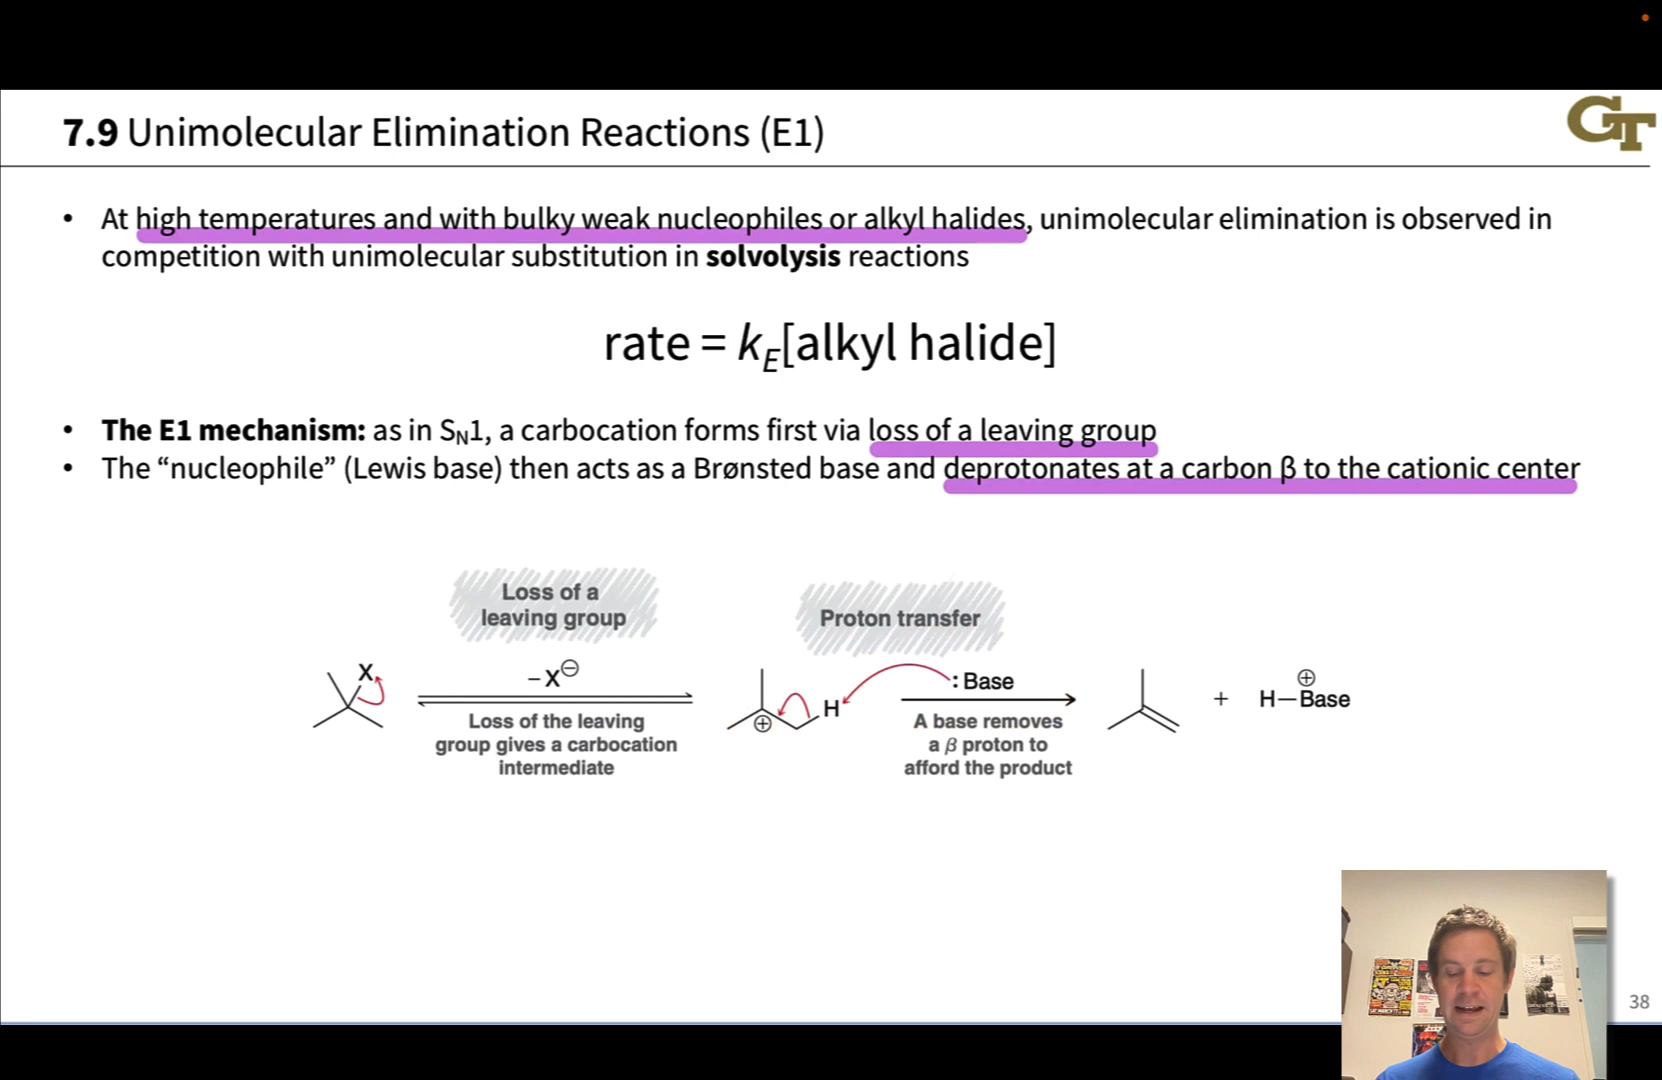 7.9 Unimolecular Elimination Reactions (E1)
GT
• At high temperatures and with bulky weak nucleophiles or alkyl halides, unimolecular elimination is observed in
competition with unimolecular substitution in solvolysis reactions
rate = kE[alkyl halide]
• The E1 mechanism: as in SN1, a carbocation forms first via loss of a leaving group
• The “nucleophile” (Lewis base) then acts as a Brønsted base and deprotonates at a carbon β to the cationic center
Loss of a
leaving group
Proton transfer
X
–X⊖
⊕
H
:Base
+
⊕
H—Base
Loss of the leaving
group gives a carbocation
intermediate
A base removes
a β proton to
afford the product
38